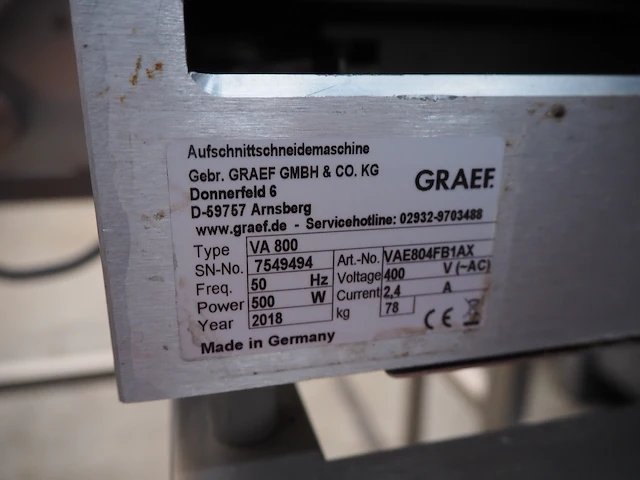 Aufschnittschneidemaschine
Gebr. GRAEF GMBH & CO. KG
GRAEF.
Donnerfeld 6
D-59757 Arnsberg
www.graef.de - Servicehotline: 02932-9703488
Type VA 800
SN-No. 7549494 Art.-No. VAE804FB1AX
Freq. 50 Hz Voltage 400 V (~AC)
Power 500 W Current 2,4 A
Year 2018 kg 78
CE
Made in Germany